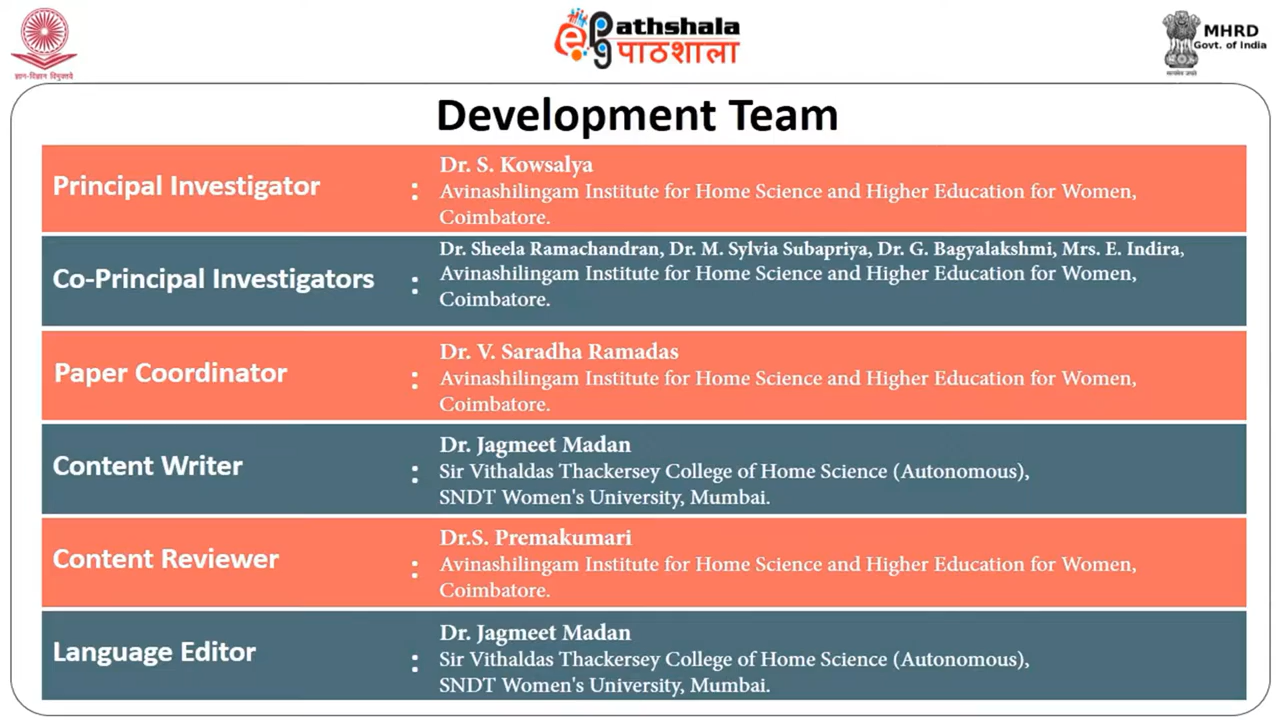 ज्ञान-विज्ञान विमुक्तये
ePG Pathshala
पाठशाला
MHRD
Govt. of India
सत्यमेव जयते
Development Team
Principal Investigator
:
Dr. S. Kowsalya
Avinashilingam Institute for Home Science and Higher Education for Women,
Coimbatore.
Co-Principal Investigators
:
Dr. Sheela Ramachandran, Dr. M. Sylvia Subapriya, Dr. G. Bagyalakshmi, Mrs. E. Indira,
Avinashilingam Institute for Home Science and Higher Education for Women,
Coimbatore.
Paper Coordinator
:
Dr. V. Saradha Ramadas
Avinashilingam Institute for Home Science and Higher Education for Women,
Coimbatore.
Content Writer
:
Dr. Jagmeet Madan
Sir Vithaldas Thackersey College of Home Science (Autonomous),
SNDT Women's University, Mumbai.
Content Reviewer
:
Dr.S. Premakumari
Avinashilingam Institute for Home Science and Higher Education for Women,
Coimbatore.
Language Editor
:
Dr. Jagmeet Madan
Sir Vithaldas Thackersey College of Home Science (Autonomous),
SNDT Women's University, Mumbai.